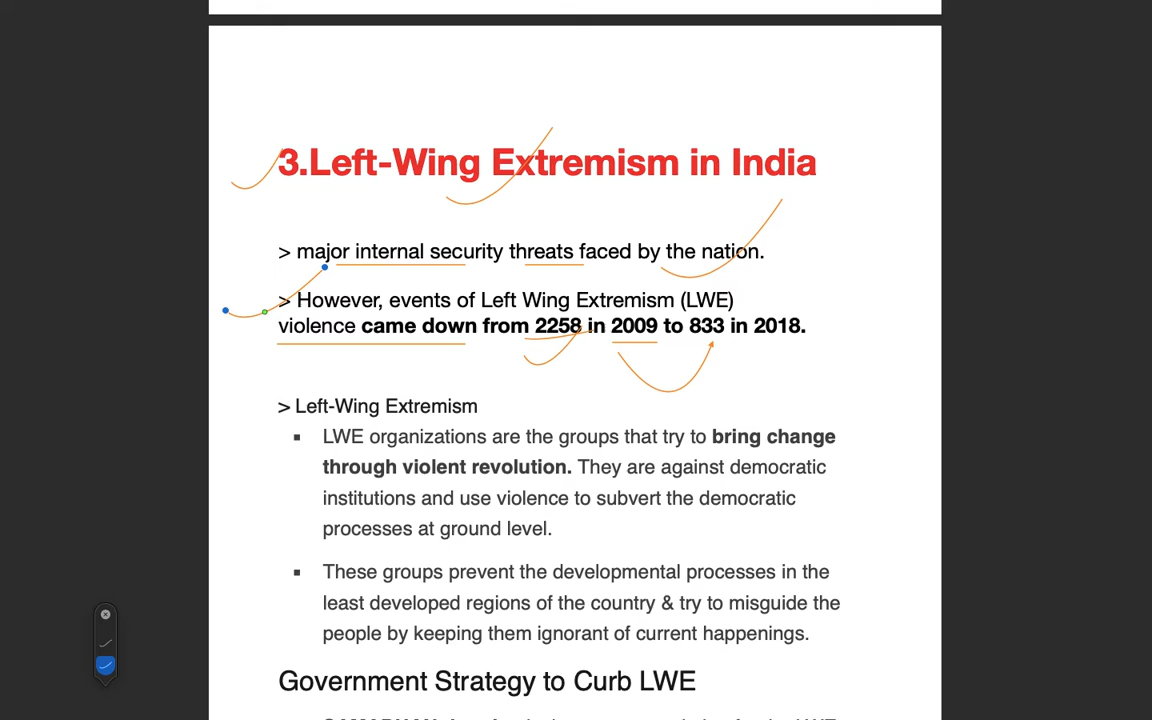 3.Left-Wing Extremism in India
> major internal security threats faced by the nation.
> However, events of Left Wing Extremism (LWE)
violence came down from 2258 in 2009 to 833 in 2018.
> Left-Wing Extremism
▪ LWE organizations are the groups that try to bring change
through violent revolution. They are against democratic
institutions and use violence to subvert the democratic
processes at ground level.
▪ These groups prevent the developmental processes in the
least developed regions of the country & try to misguide the
people by keeping them ignorant of current happenings.
Government Strategy to Curb LWE